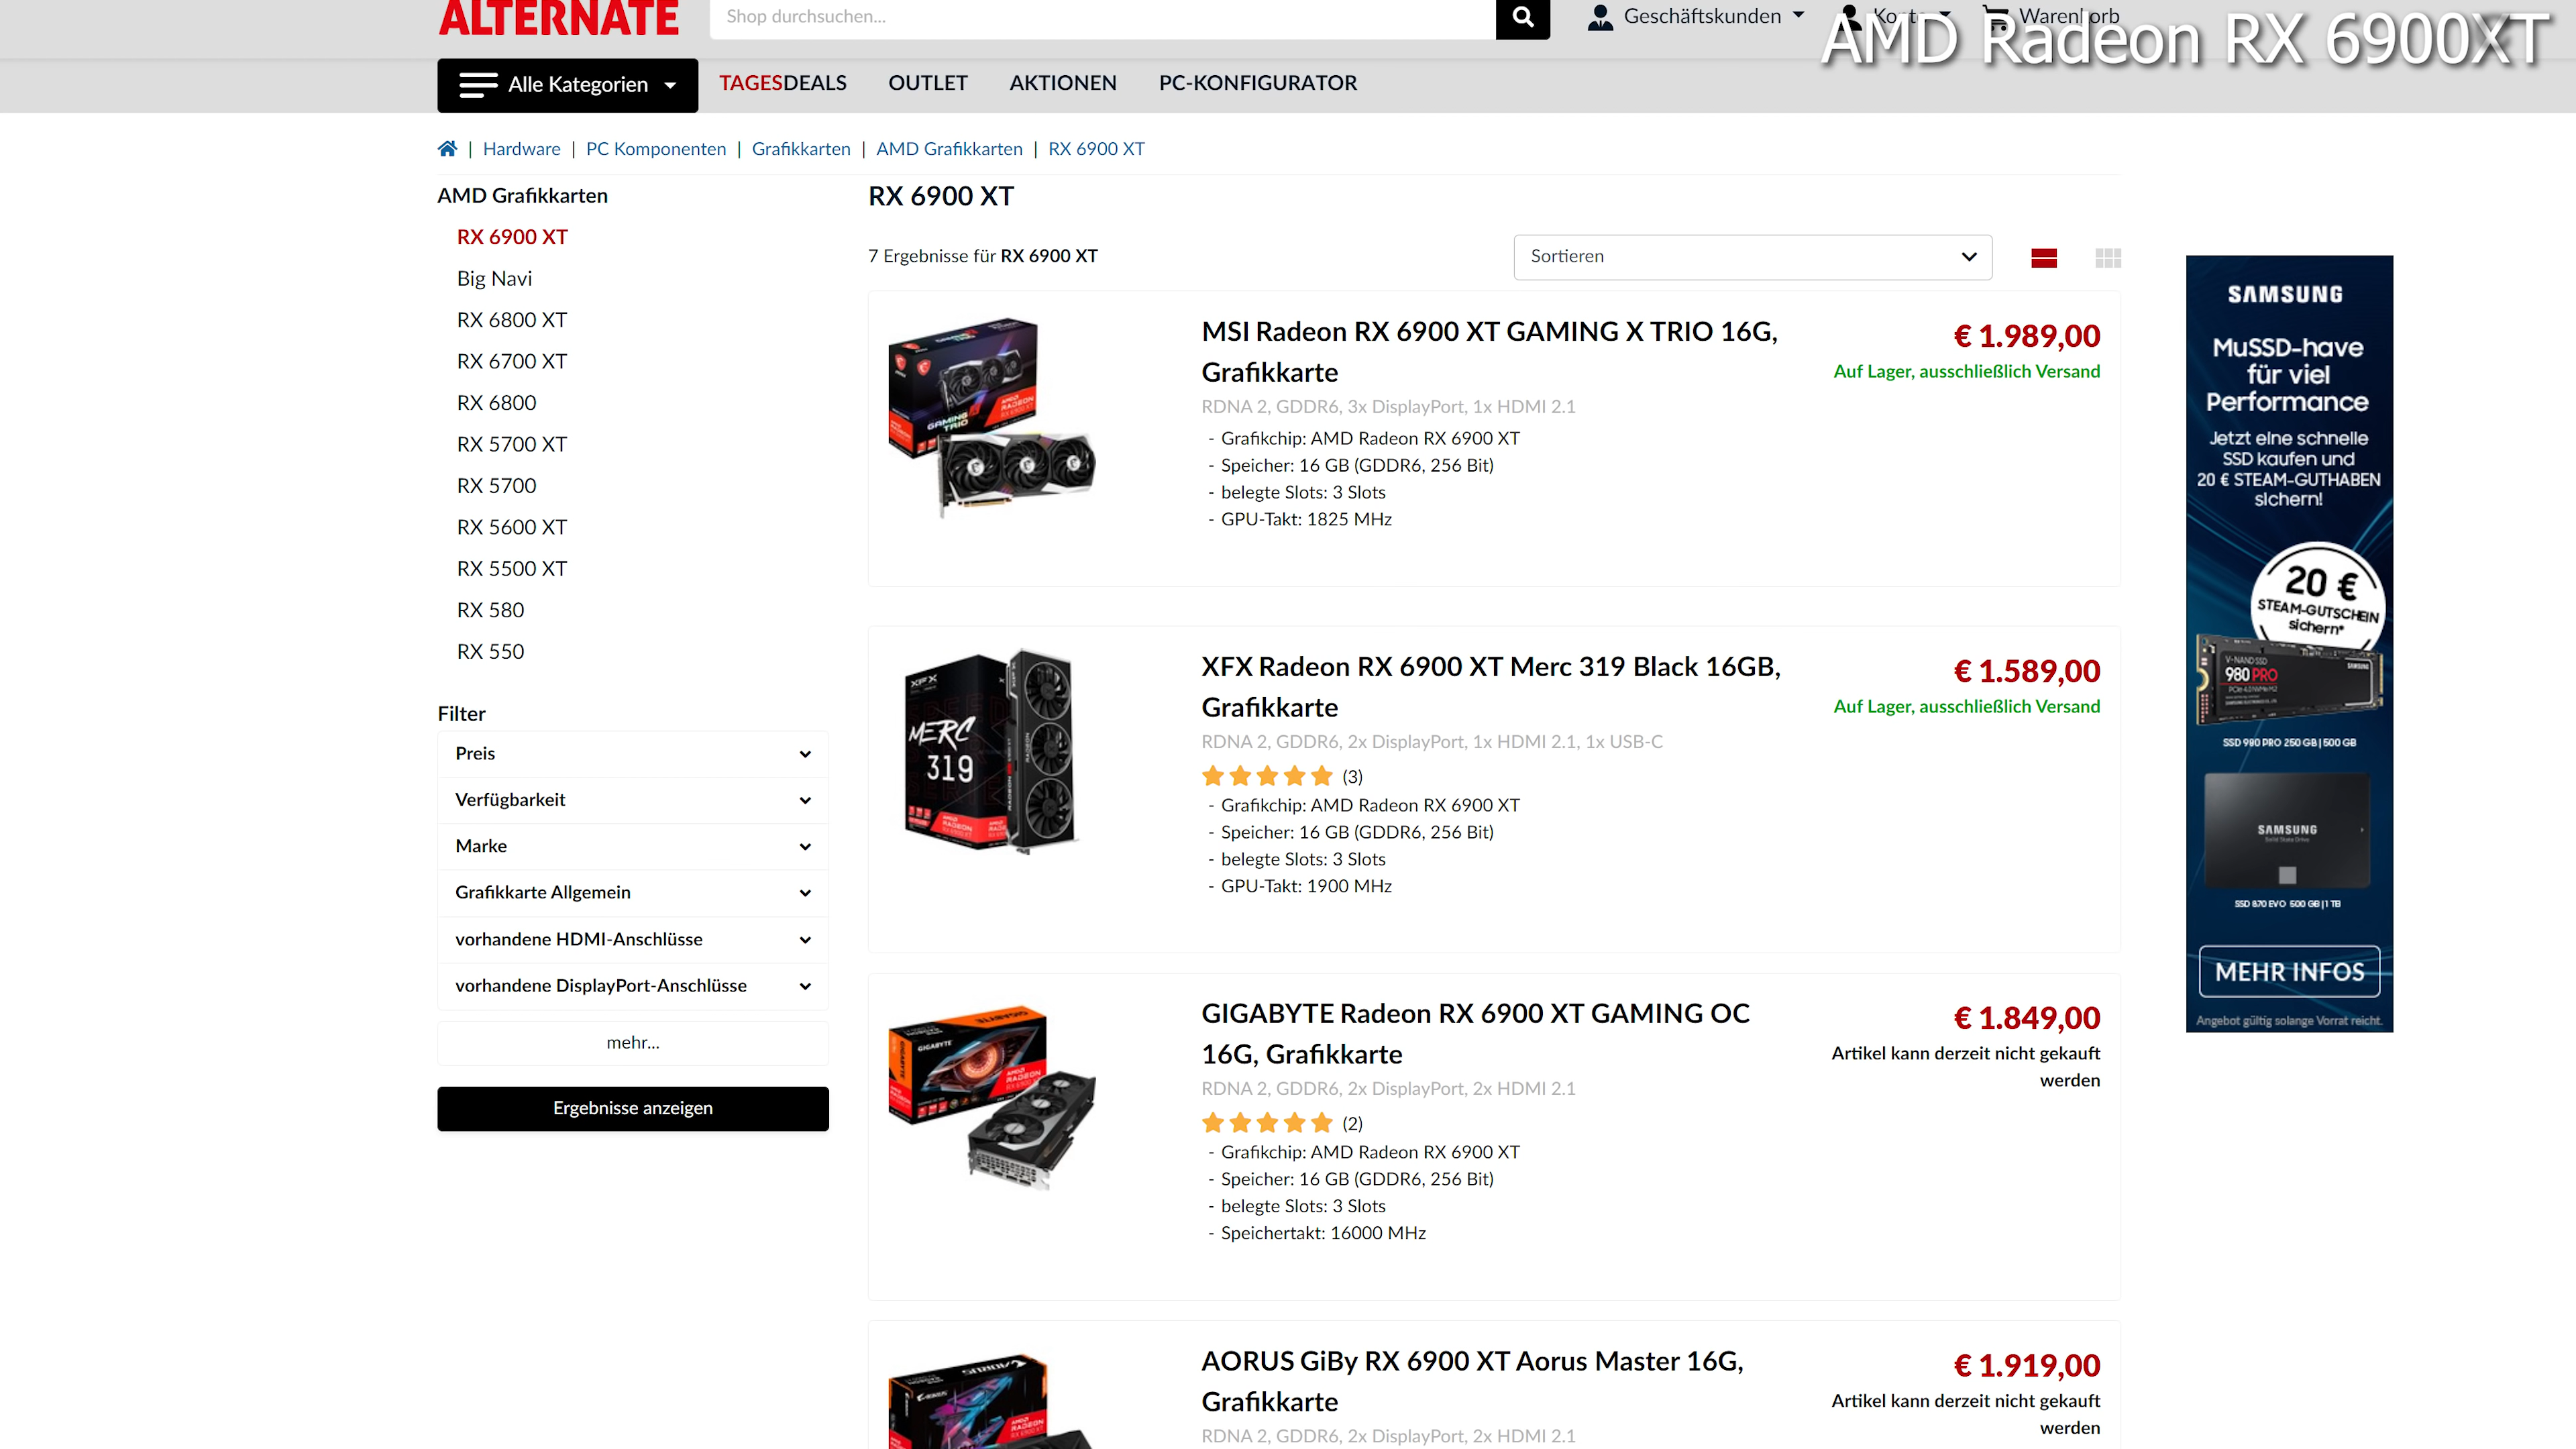 ALTERNATE
Shop durchsuchen...
Geschäftskunden
Konto
Warenkorb
AMD Radeon RX 6900XT
Alle Kategorien
TAGESDEALS
OUTLET
AKTIONEN
PC-KONFIGURATOR
| Hardware | PC Komponenten | Grafikkarten | AMD Grafikkarten | RX 6900 XT
AMD Grafikkarten
RX 6900 XT
Big Navi
RX 6800 XT
RX 6700 XT
RX 6800
RX 5700 XT
RX 5700
RX 5600 XT
RX 5500 XT
RX 580
RX 550
Filter
Preis
Verfügbarkeit
Marke
Grafikkarte Allgemein
vorhandene HDMI-Anschlüsse
vorhandene DisplayPort-Anschlüsse
mehr...
Ergebnisse anzeigen
RX 6900 XT
7 Ergebnisse für RX 6900 XT
Sortieren
MSI Radeon RX 6900 XT GAMING X TRIO 16G,
Grafikkarte
RDNA 2, GDDR6, 3x DisplayPort, 1x HDMI 2.1
- Grafikchip: AMD Radeon RX 6900 XT
- Speicher: 16 GB (GDDR6, 256 Bit)
- belegte Slots: 3 Slots
- GPU-Takt: 1825 MHz
€ 1.989,00
Auf Lager, ausschließlich Versand
GAMING
TRIO
XFX Radeon RX 6900 XT Merc 319 Black 16GB,
Grafikkarte
RDNA 2, GDDR6, 2x DisplayPort, 1x HDMI 2.1, 1x USB-C
(3)
- Grafikchip: AMD Radeon RX 6900 XT
- Speicher: 16 GB (GDDR6, 256 Bit)
- belegte Slots: 3 Slots
- GPU-Takt: 1900 MHz
€ 1.589,00
Auf Lager, ausschließlich Versand
XFX
MERC
319
GIGABYTE Radeon RX 6900 XT GAMING OC
16G, Grafikkarte
RDNA 2, GDDR6, 2x DisplayPort, 2x HDMI 2.1
(2)
- Grafikchip: AMD Radeon RX 6900 XT
- Speicher: 16 GB (GDDR6, 256 Bit)
- belegte Slots: 3 Slots
- Speichertakt: 16000 MHz
€ 1.849,00
Artikel kann derzeit nicht gekauft
werden
GIGABYTE
AORUS GiBy RX 6900 XT Aorus Master 16G,
Grafikkarte
RDNA 2, GDDR6, 2x DisplayPort, 2x HDMI 2.1
€ 1.919,00
Artikel kann derzeit nicht gekauft
werden
SAMSUNG
MuSSD-have
für viel
Performance
Jetzt eine schnelle
SSD kaufen und
20 € STEAM-GUTHABEN
sichern!
20 €
STEAM-GUTSCHEIN
sichern*
V-NAND SSD
980 PRO
SAMSUNG
SSD 980 PRO 250 GB | 500 GB
SAMSUNG
Solid State Drive
SSD 870 EVO 500 GB | 1 TB
MEHR INFOS
Angebot gültig solange Vorrat reicht.